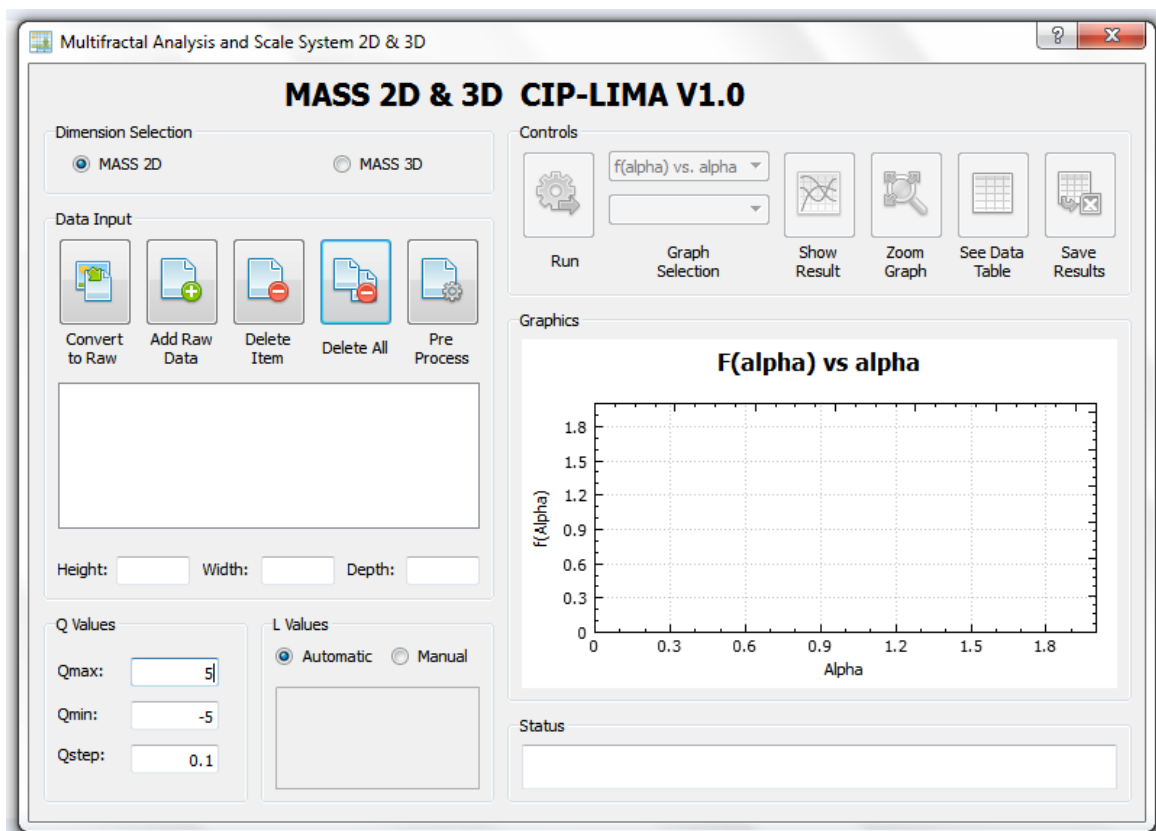 Multifractal Analysis and Scale System 2D & 3D
?
X
MASS 2D & 3D CIP-LIMA V1.0
Dimension Selection
MASS 2D
MASS 3D
Data Input
Convert
to Raw
Add Raw
Data
Delete
Item
Delete All
Pre
Process
Height:
Width:
Depth:
Q Values
Qmax:
5
Qmin:
-5
Qstep:
0.1
L Values
Automatic
Manual
Controls
f(alpha) vs. alpha
Run
Graph
Selection
Show
Result
Zoom
Graph
See Data
Table
Save
Results
Graphics
F(alpha) vs alpha
f(Alpha)
1.8
1.5
1.2
0.9
0.6
0.3
0
0
0.3
0.6
0.9
1.2
1.5
1.8
Alpha
Status